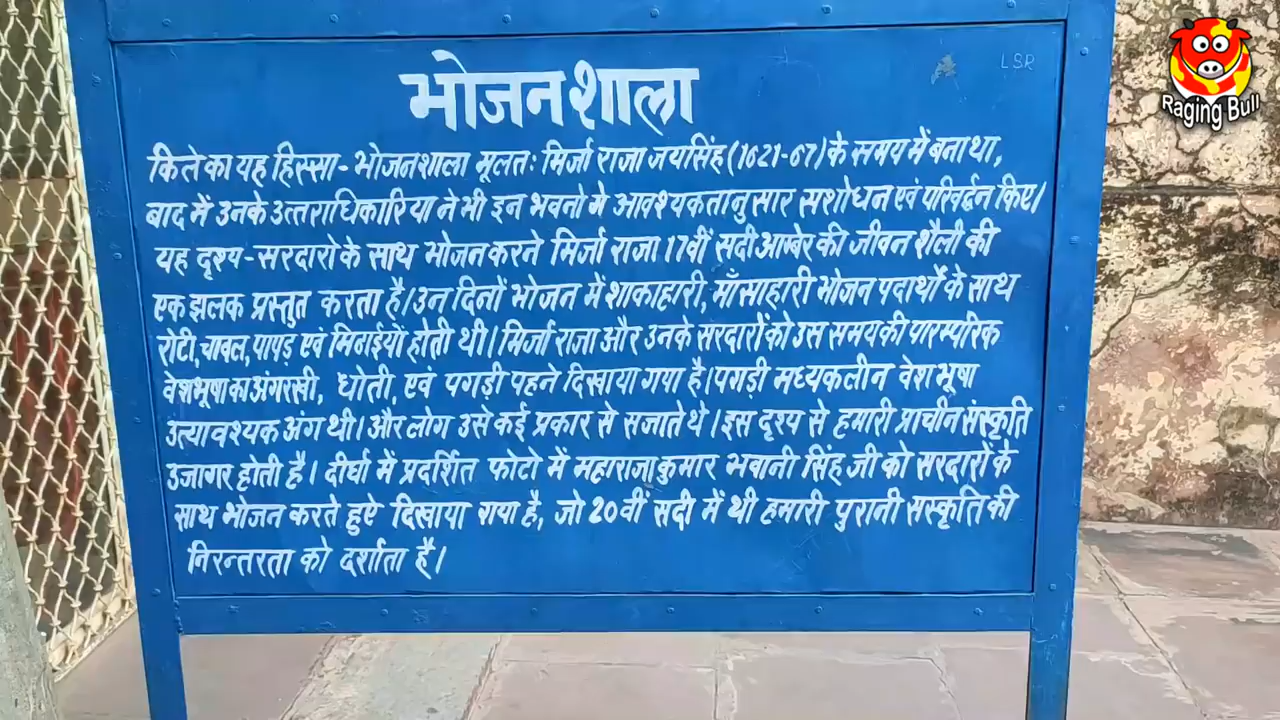 Raging Bull
LSR
भोजनशाला
किले का यह हिस्सा - भोजनशाला मूलतः मिर्जा राजा जयसिंह (1621-67) के समय में बना था,
बाद में उनके उत्तराधिकारिया ने भी इन भवनो मे आवश्यकतानुसार सशोधन एवं परिवर्द्धन किए।
यह दृश्य - सरदारो के साथ भोजन करने मिर्जा राजा 17वीं सदी आम्बेर की जीवन शैली की
एक झलक प्रस्तुत करता है। उन दिनों भोजन में शाकाहारी, माँसाहारी भोजन पदार्थों के साथ
रोटी, चावल, पापड़ एवं मिठाईयों होती थी। मिर्जा राजा और उनके सरदारों को उस समय की पारम्परिक
वेशभूषा का अंगरखी, धोती, एवं पगड़ी पहने दिखाया गया है। पगड़ी मध्यकलीन वेश भूषा
उत्यावश्यक अंग थी। और लोग उसे कई प्रकार से सजाते थे। इस दृश्य से हमारी प्राचीन संस्कृति
उजागर होती है। दीर्घा में प्रदर्शित फोटो में महाराजा कुमार भवानी सिंह जी को सरदारों के
साथ भोजन करते हुऐ दिखाया गया है, जो 20वीं सदी में थी हमारी पुरानी संस्कृति की
निरन्तरता को दर्शाता है।